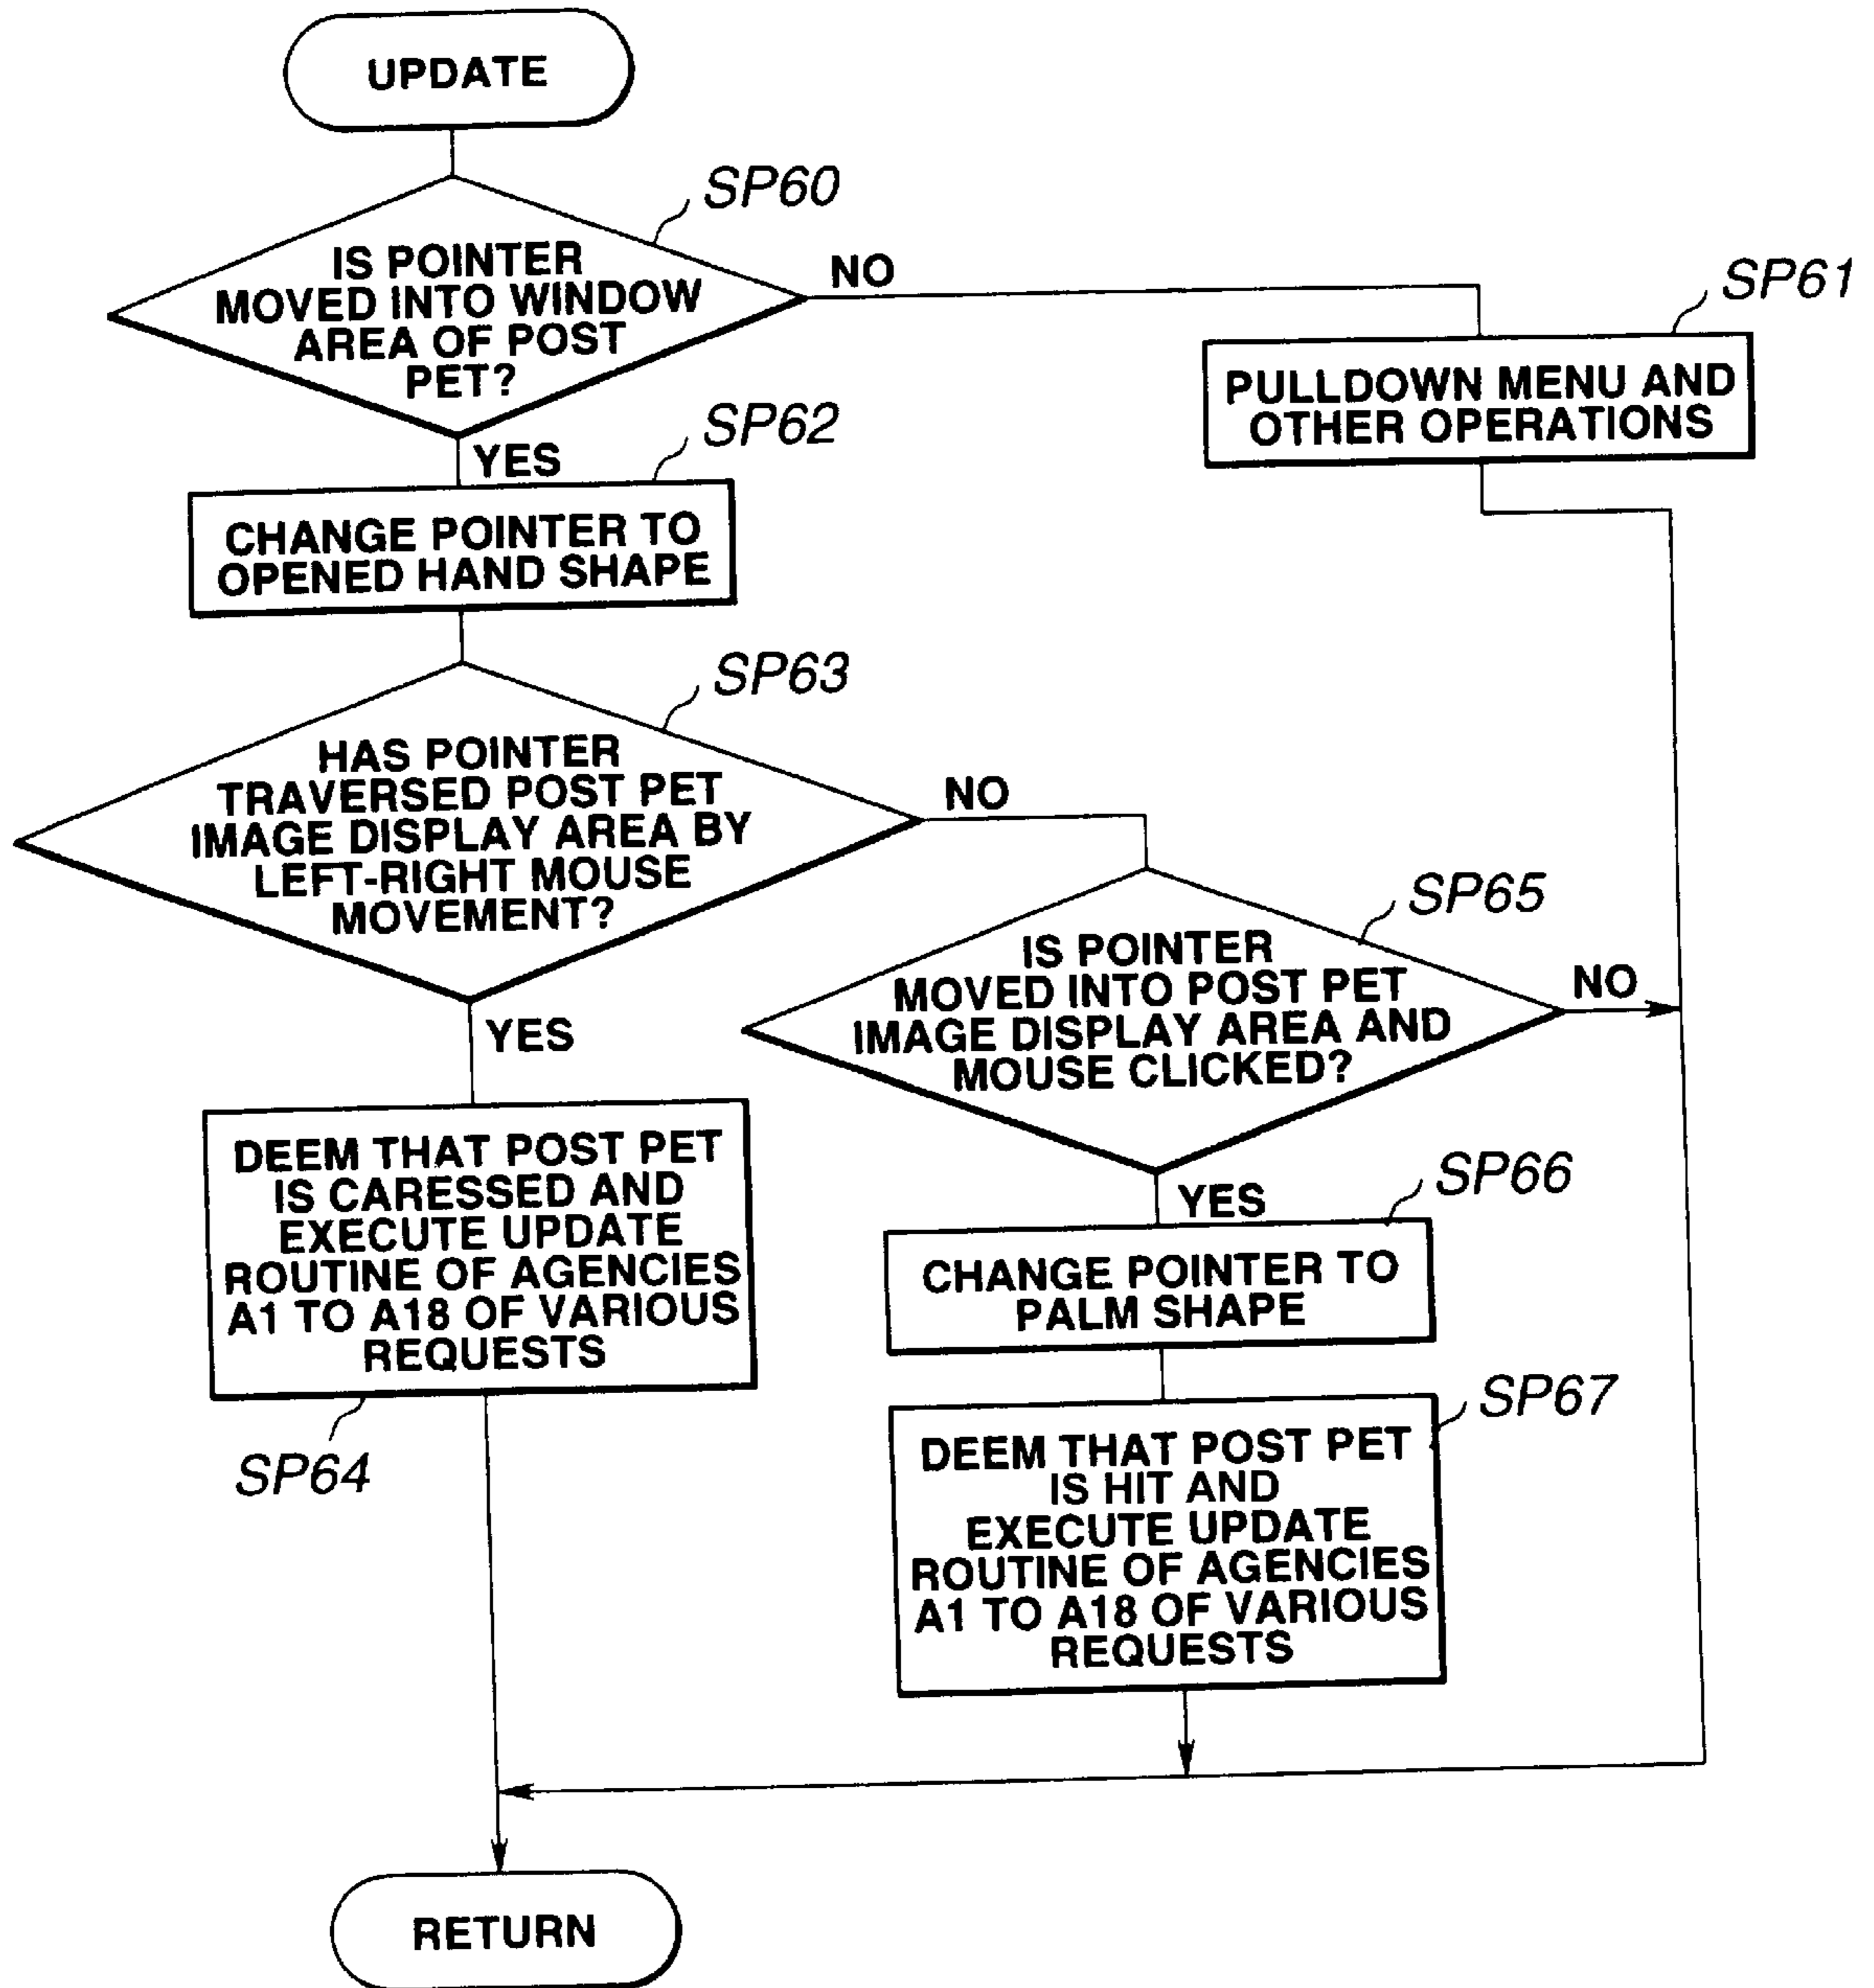 UPDATE
SP60
IS POINTER
MOVED INTO WINDOW
AREA OF POST
PET?
NO
SP61
PULLDOWN MENU AND
OTHER OPERATIONS
YES
SP62
CHANGE POINTER TO
OPENED HAND SHAPE
SP63
HAS POINTER
TRAVERSED POST PET
IMAGE DISPLAY AREA BY
LEFT-RIGHT MOUSE
MOVEMENT?
NO
YES
SP65
IS POINTER
MOVED INTO POST PET
IMAGE DISPLAY AREA AND
MOUSE CLICKED?
NO
YES
DEEM THAT POST PET
IS CARESSED AND
EXECUTE UPDATE
ROUTINE OF AGENCIES
A1 TO A18 OF VARIOUS
REQUESTS
SP64
SP66
CHANGE POINTER TO
PALM SHAPE
SP67
DEEM THAT POST PET
IS HIT AND
EXECUTE UPDATE
ROUTINE OF AGENCIES
A1 TO A18 OF VARIOUS
REQUESTS
RETURN